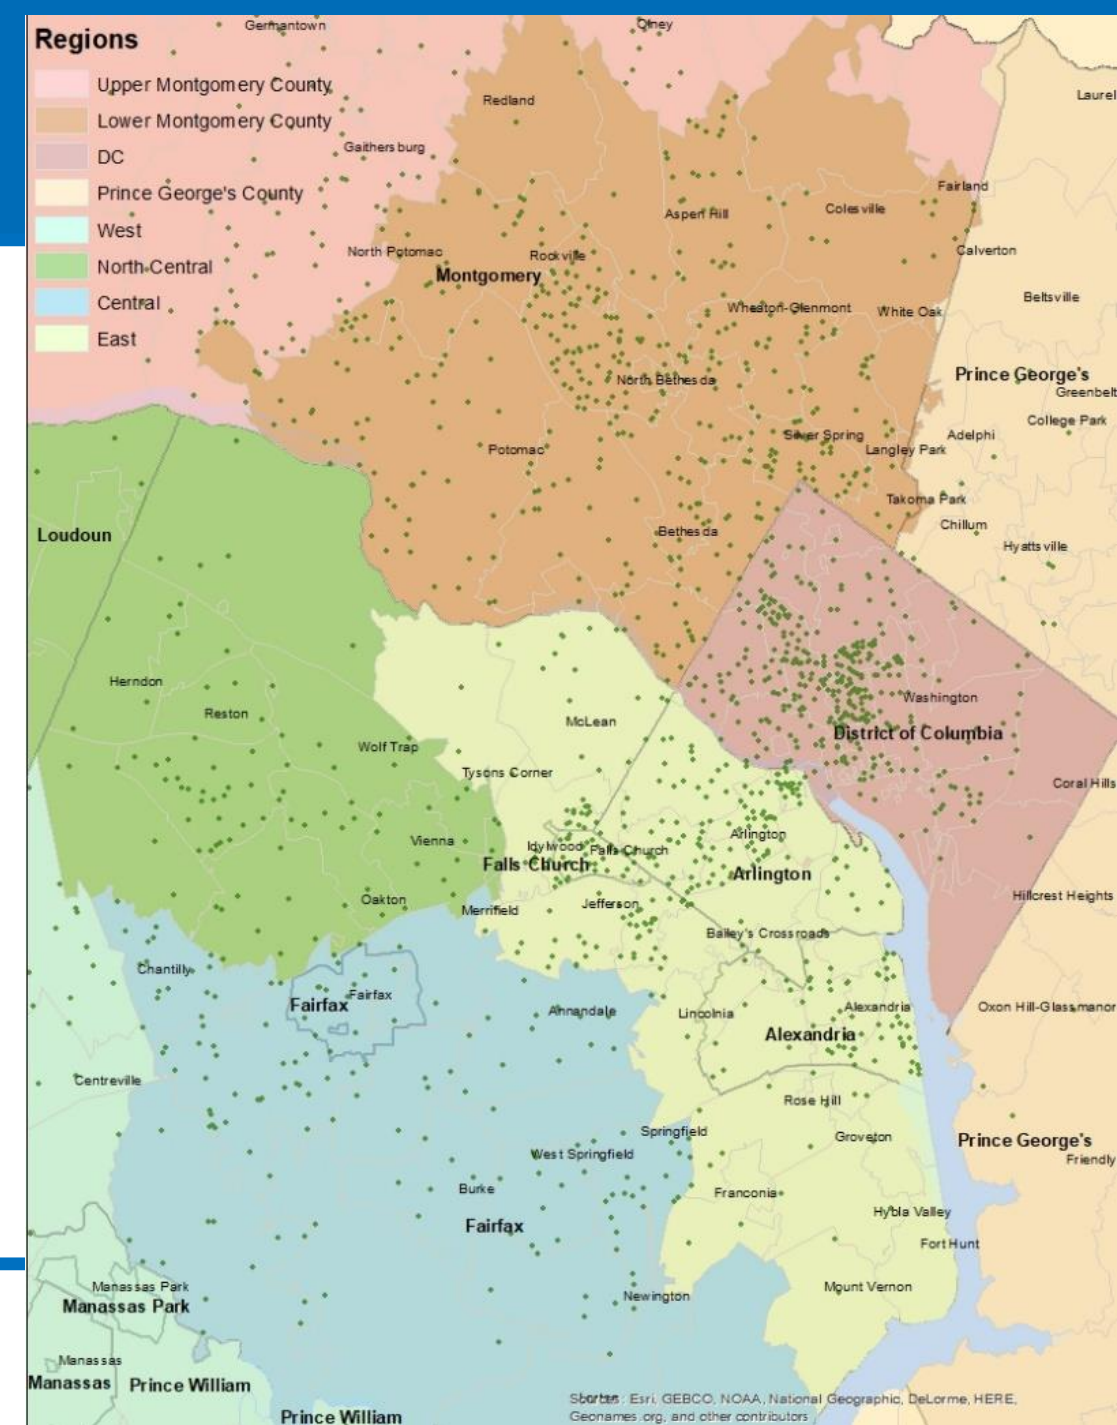 Germantown
Olney
Regions
Upper Montgomery County
Lower Montgomery County
DC
Prince George's County
West
North Central
Central
East
Redland
Laurel
Gaithersburg
Fairland
Aspen Hill
Colesville
North Potomac
Rockville
Calverton
Montgomery
Beltsville
Wheaton-Glenmont
White Oak
Prince George's
North Bethesda
Greenbelt
College Park
Silver Spring
Adelphi
Potomac
Langley Park
Takoma Park
Chillum
Loudoun
Bethesda
Hyattsville
Herndon
Washington
Reston
McLean
District of Columbia
Wolf Trap
Tysons Corner
Coral Hills
Arlington
Vienna
Idylwood
Falls Church
Falls Church
Arlington
Hillcrest Heights
Oakton
Jefferson
Merrifield
Bailey's Crossroads
Chantilly
Fairfax
Fairfax
Annandale
Lincolnia
Alexandria
Oxon Hill-Glassmanor
Alexandria
Centreville
Rose Hill
Springfield
Groveton
Prince George's
West Springfield
Friendly
Burke
Franconia
Fairfax
Hybla Valley
Fort Hunt
Manassas Park
Mount Vernon
Newington
Manassas Park
Manassas
Manassas
Prince William
Prince William
Lorton
Sources: Esri, GEBCO, NOAA, National Geographic, DeLorme, HERE,
Geonames.org, and other contributors